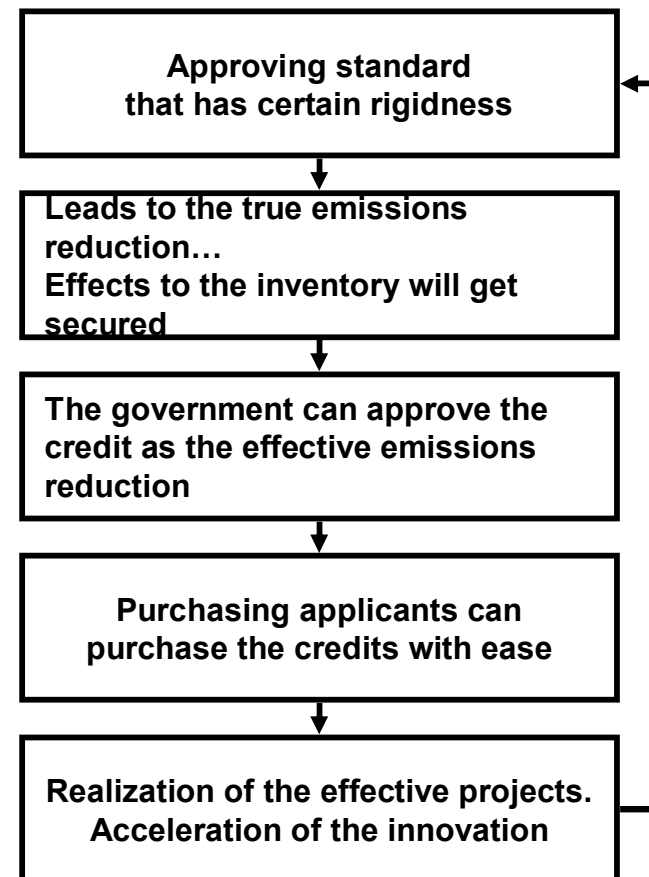 Approving standard
that has certain rigidness
Leads to the true emissions
reduction…
Effects to the inventory will get
secured
The government can approve the
credit as the effective emissions
reduction
Purchasing applicants can
purchase the credits with ease
Realization of the effective projects.
Acceleration of the innovation